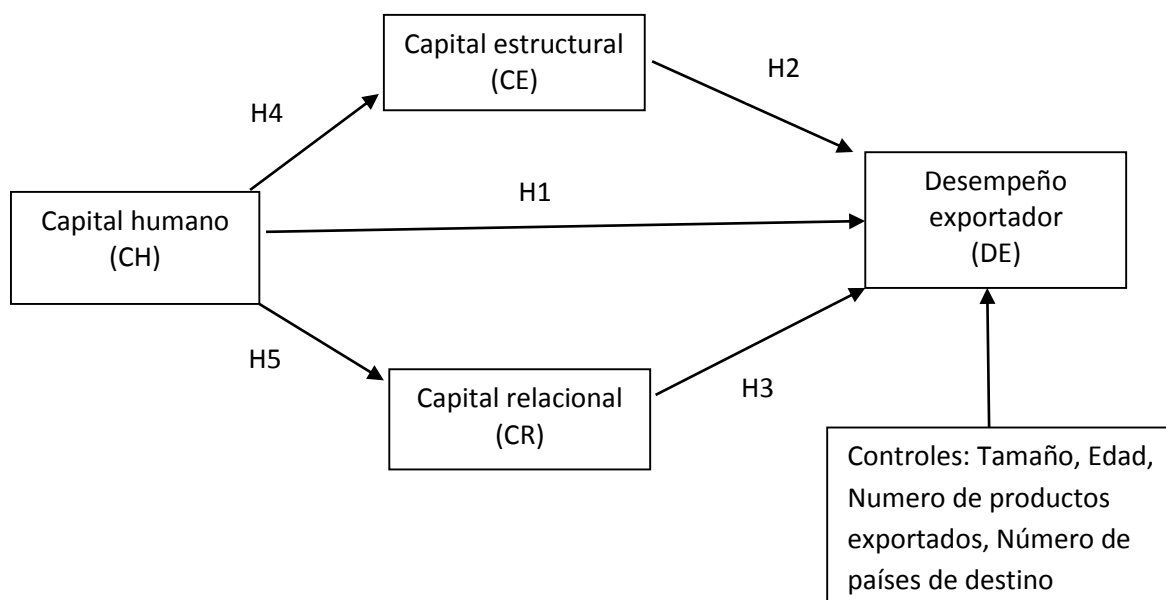 Capital estructural
(CE)
H2
H4
Desempeño
exportador
(DE)
H1
Capital humano
(CH)
H5
Capital relacional
(CR)
H3
Controles: Tamaño, Edad,
Numero de productos
exportados, Número de
países de destino